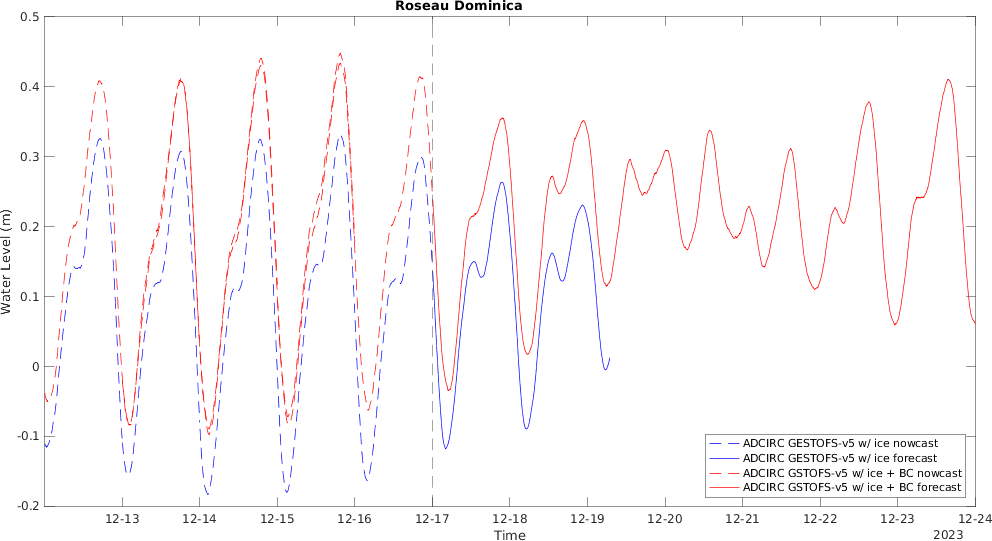 Roseau Dominica
0.5
0.4
0.3
0.2
0.1
0
-0.1
-0.2
Water Level (m)
12-13 12-14 12-15 12-16 12-17 12-18 12-19 12-20 12-21 12-22 12-23 12-24
Time
2023
ADCIRC GESTOFS-v5 w/ ice nowcast
ADCIRC GESTOFS-v5 w/ ice forecast
ADCIRC GSTOFS-v5 w/ ice + BC nowcast
ADCIRC GSTOFS-v5 w/ ice + BC forecast